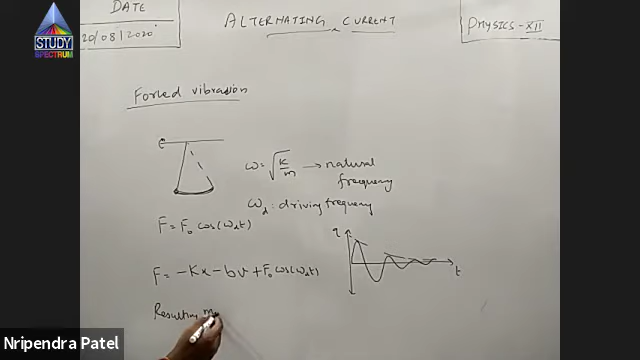 DATE
20/08/2020
ALTERNATING CURRENT
PHYSICS - XII
STUDY
SPECTRUM
Forced vibration
ω = √(K/m) → natural
frequency
ω_d : driving frequency
F = F₀ cos(ω_d t)
q
t
F = -Kx - bv + F₀ cos(ω_d t)
Resulting
Nripendra Patel